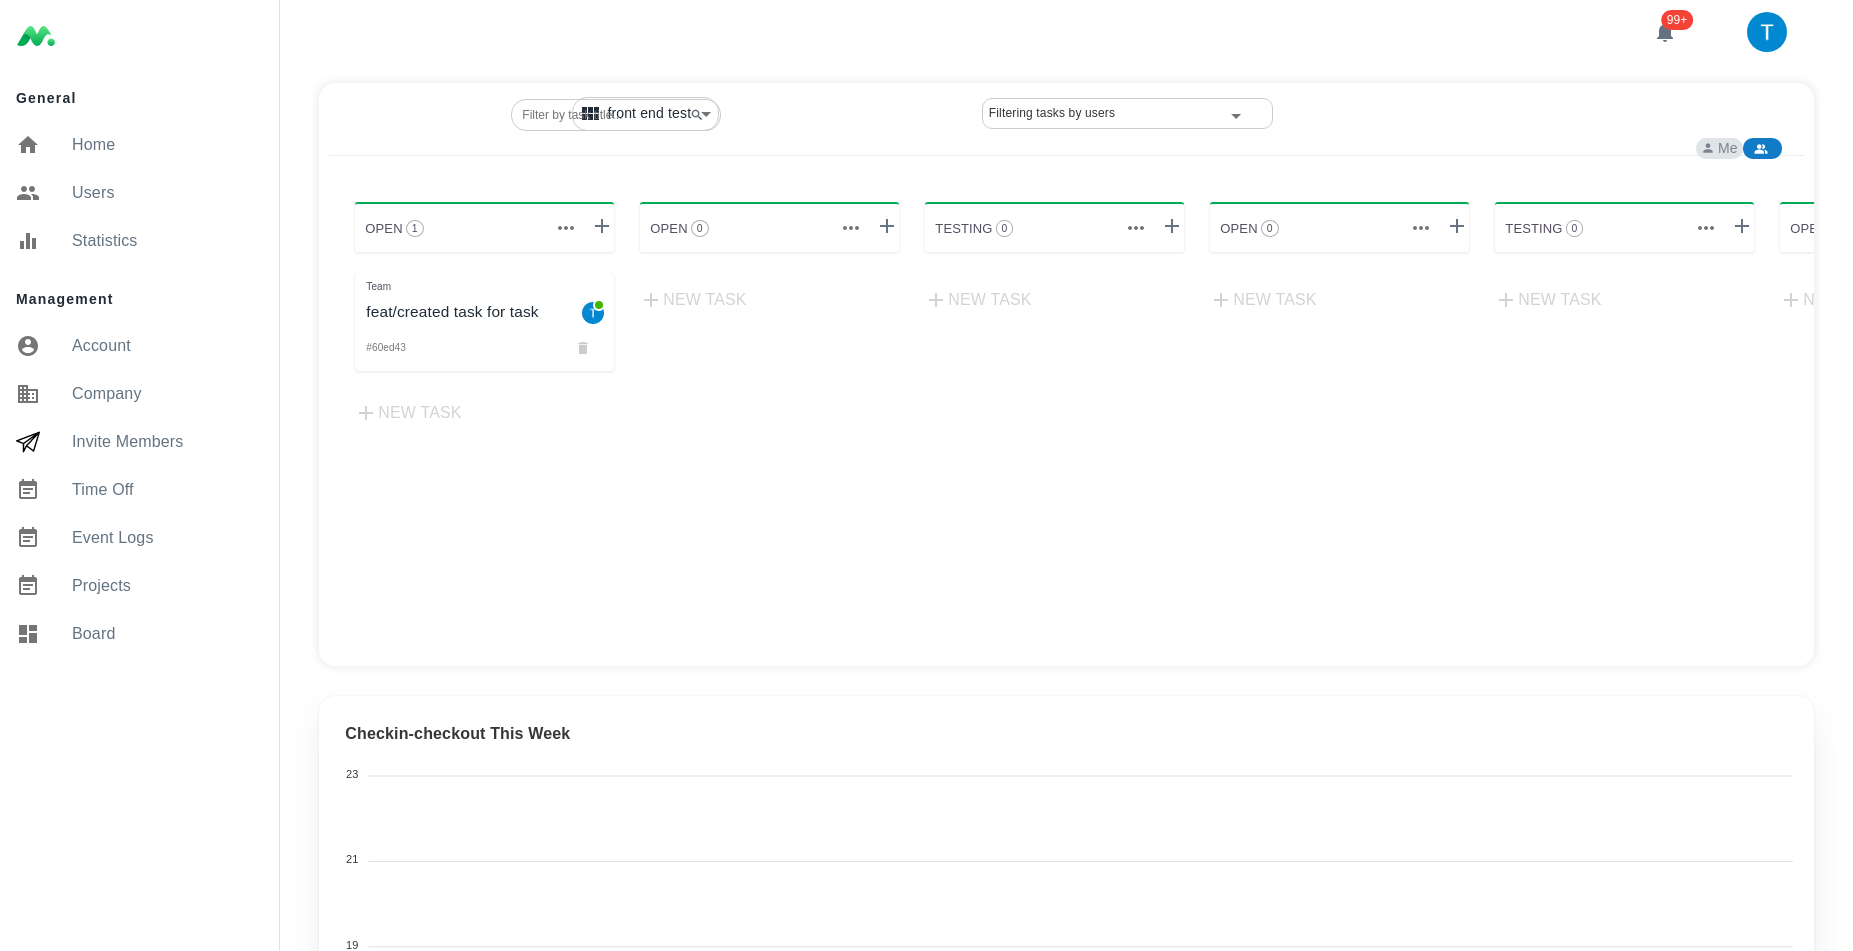 99+
T
General
Home
Users
Statistics
Management
Account
Company
Invite Members
Time Off
Event Logs
Projects
Board
Filter by task title...
front end test
Filtering tasks by users
Me
OPEN 1
OPEN 0
TESTING 0
OPEN 0
TESTING 0
OPE
Team
feat/created task for task
T
#60ed43
NEW TASK
NEW TASK
NEW TASK
NEW TASK
NEW TASK
N
Checkin-checkout This Week
23
21
19